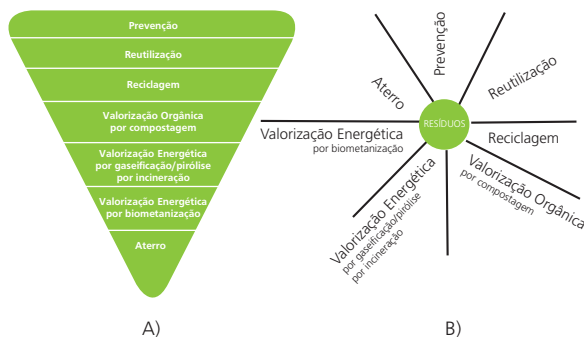 Prevenção
Reutilização
Reciclagem
Valorização Orgânica
por compostagem
Valorização Energética
por gaseificação/pirólise
por incineração
Valorização Energética
por biometanização
Aterro
A)
Prevenção
Reutilização
Reciclagem
Valorização Orgânica
por compostagem
Valorização Energética
por gaseificação/pirólise
por incineração
Valorização Energética
por biometanização
Aterro
RESÍDUOS
B)